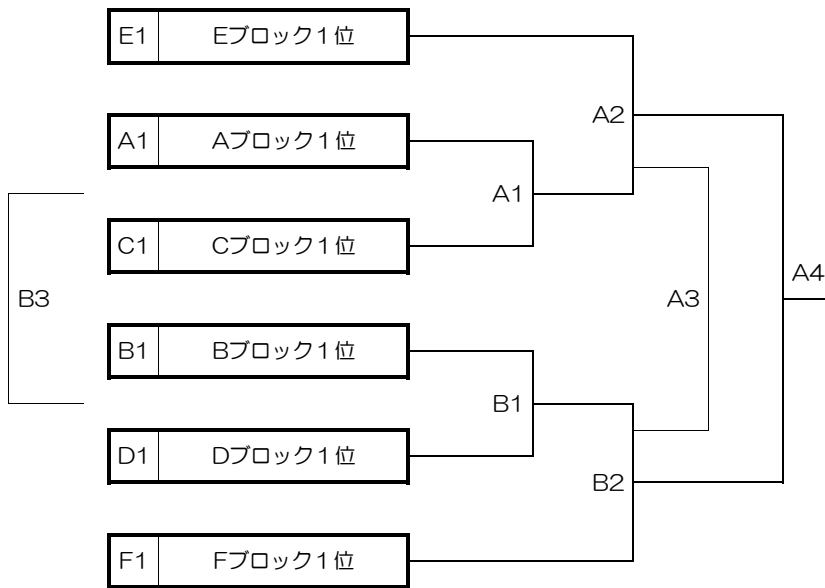 E1 Eブロック１位
A2
A1 Aブロック１位
A1
C1 Cブロック１位
A4
B3
A3
B1 Bブロック１位
B1
D1 Dブロック１位
B2
F1 Fブロック１位